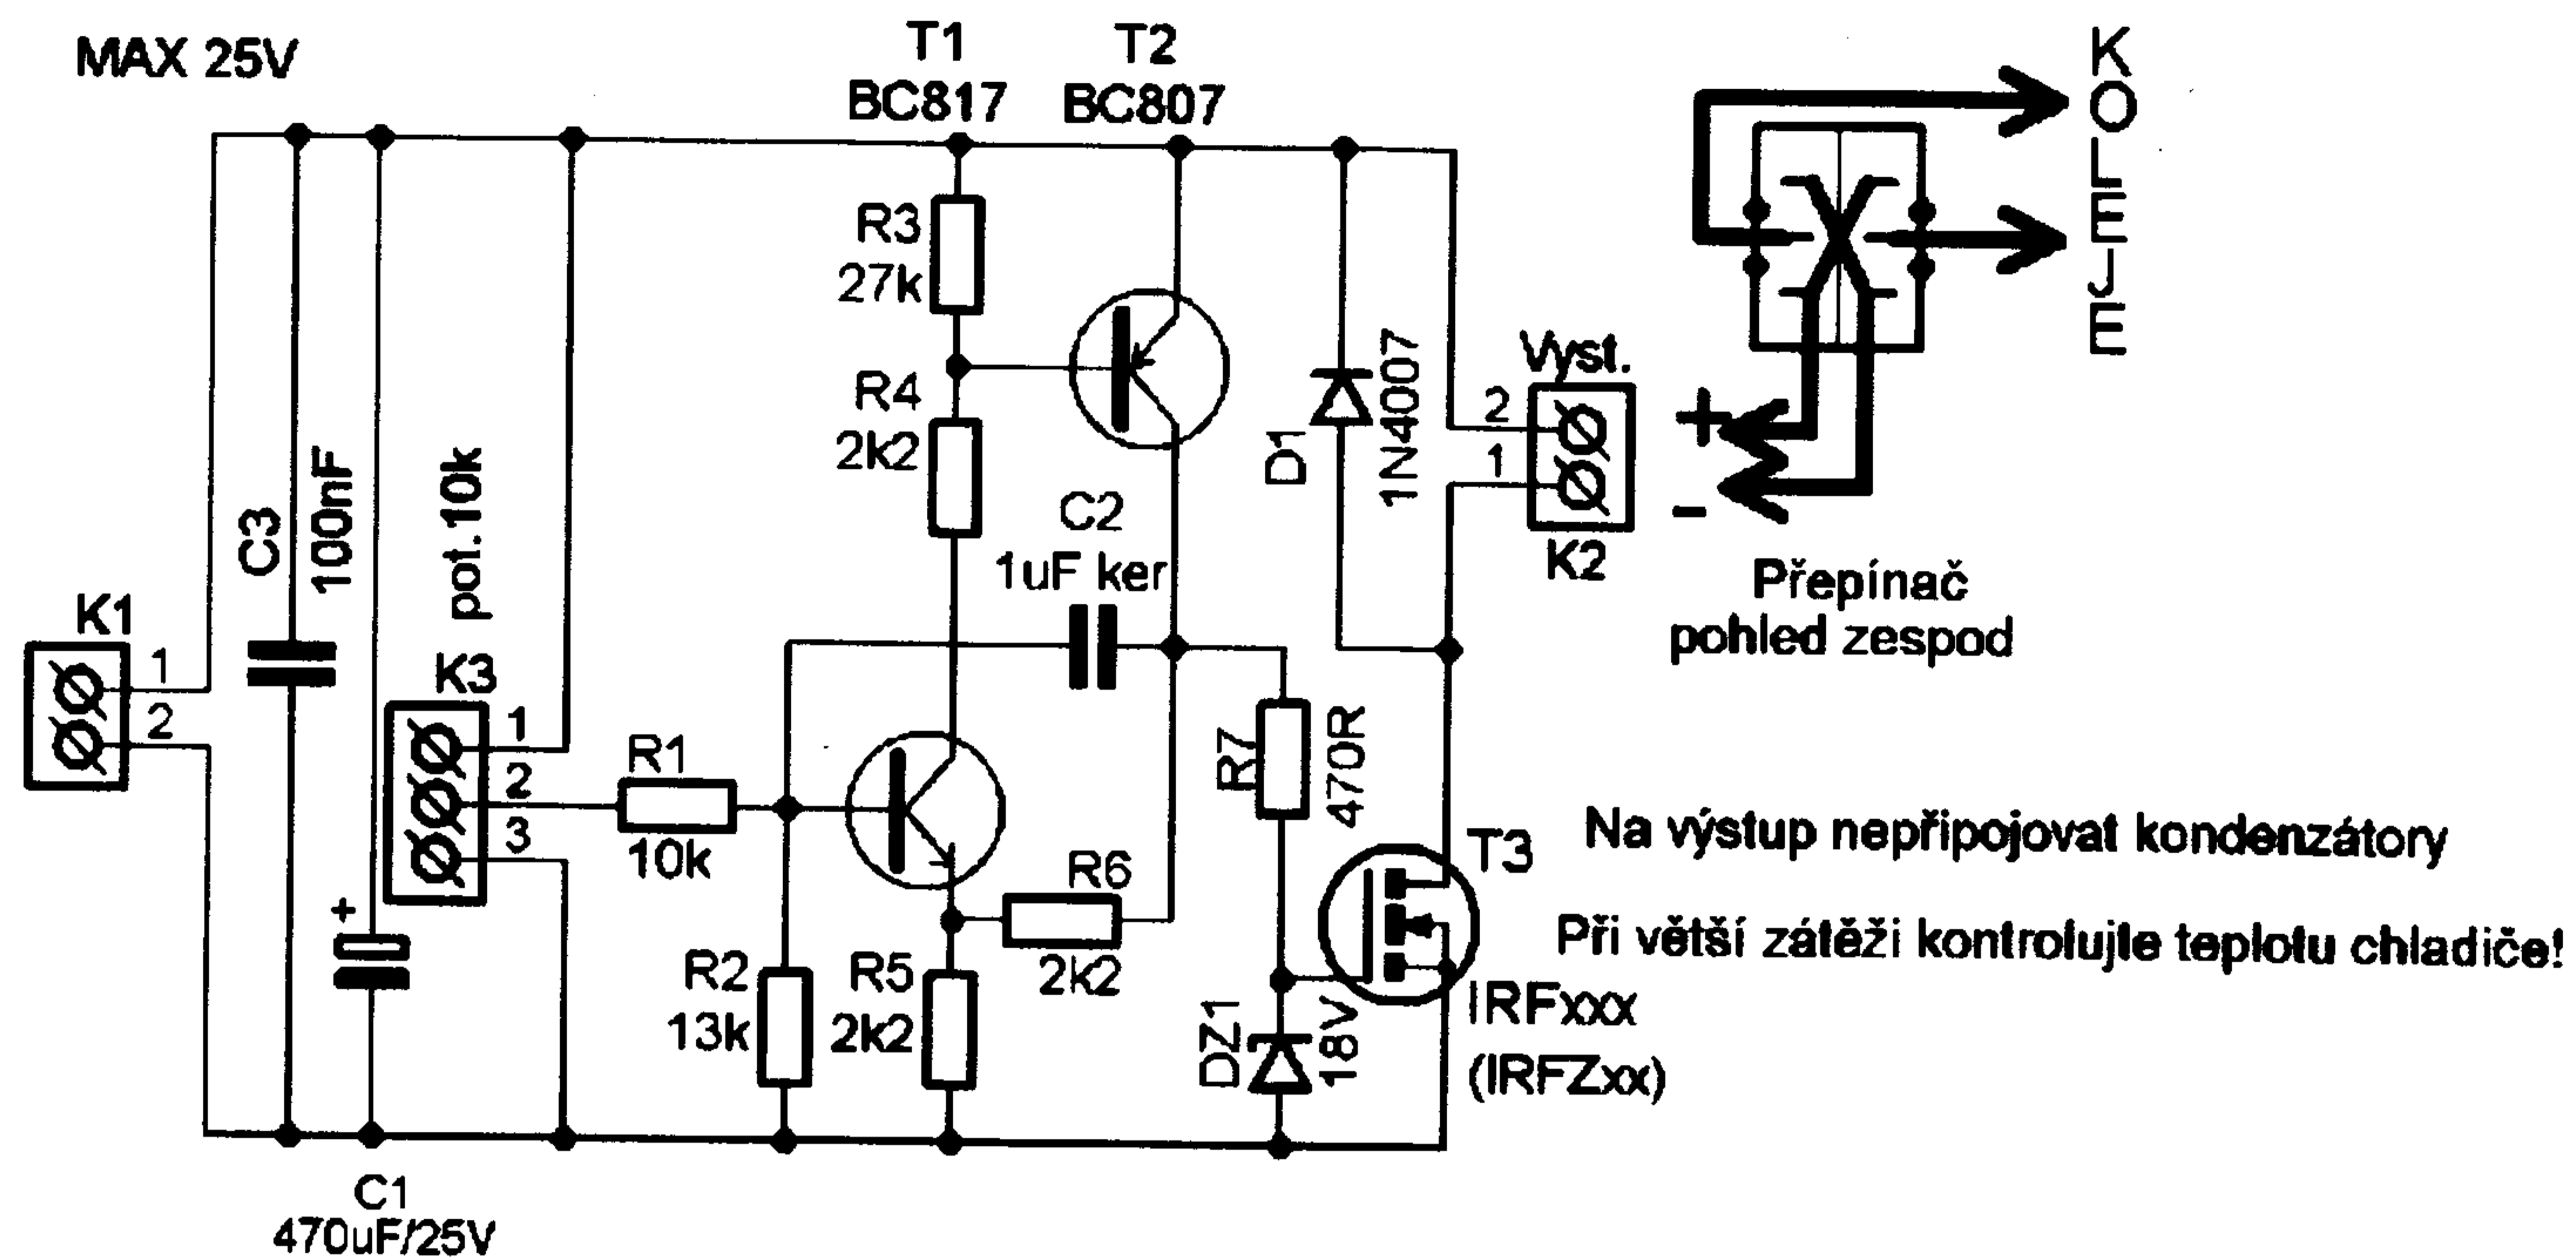 MAX 25V
T1
BC817
T2
BC807
KOLEJE
R3
27k
R4
2k2
C3
100nF
pot.10k
C2
1uF ker
D1
1N4007
Vyst.
2
1
K2
+
-
Přepínač
pohled zespod
K1
1
2
K3
1
2
3
R1
10k
R6
2k2
R7
470R
T3
Na výstup nepřipojovat kondenzátory
Při větší zátěži kontrolujte teplotu chladiče!
IRFxxx
(IRFZxx)
+
R2
13k
R5
2k2
DZ1
18V
C1
470uF/25V